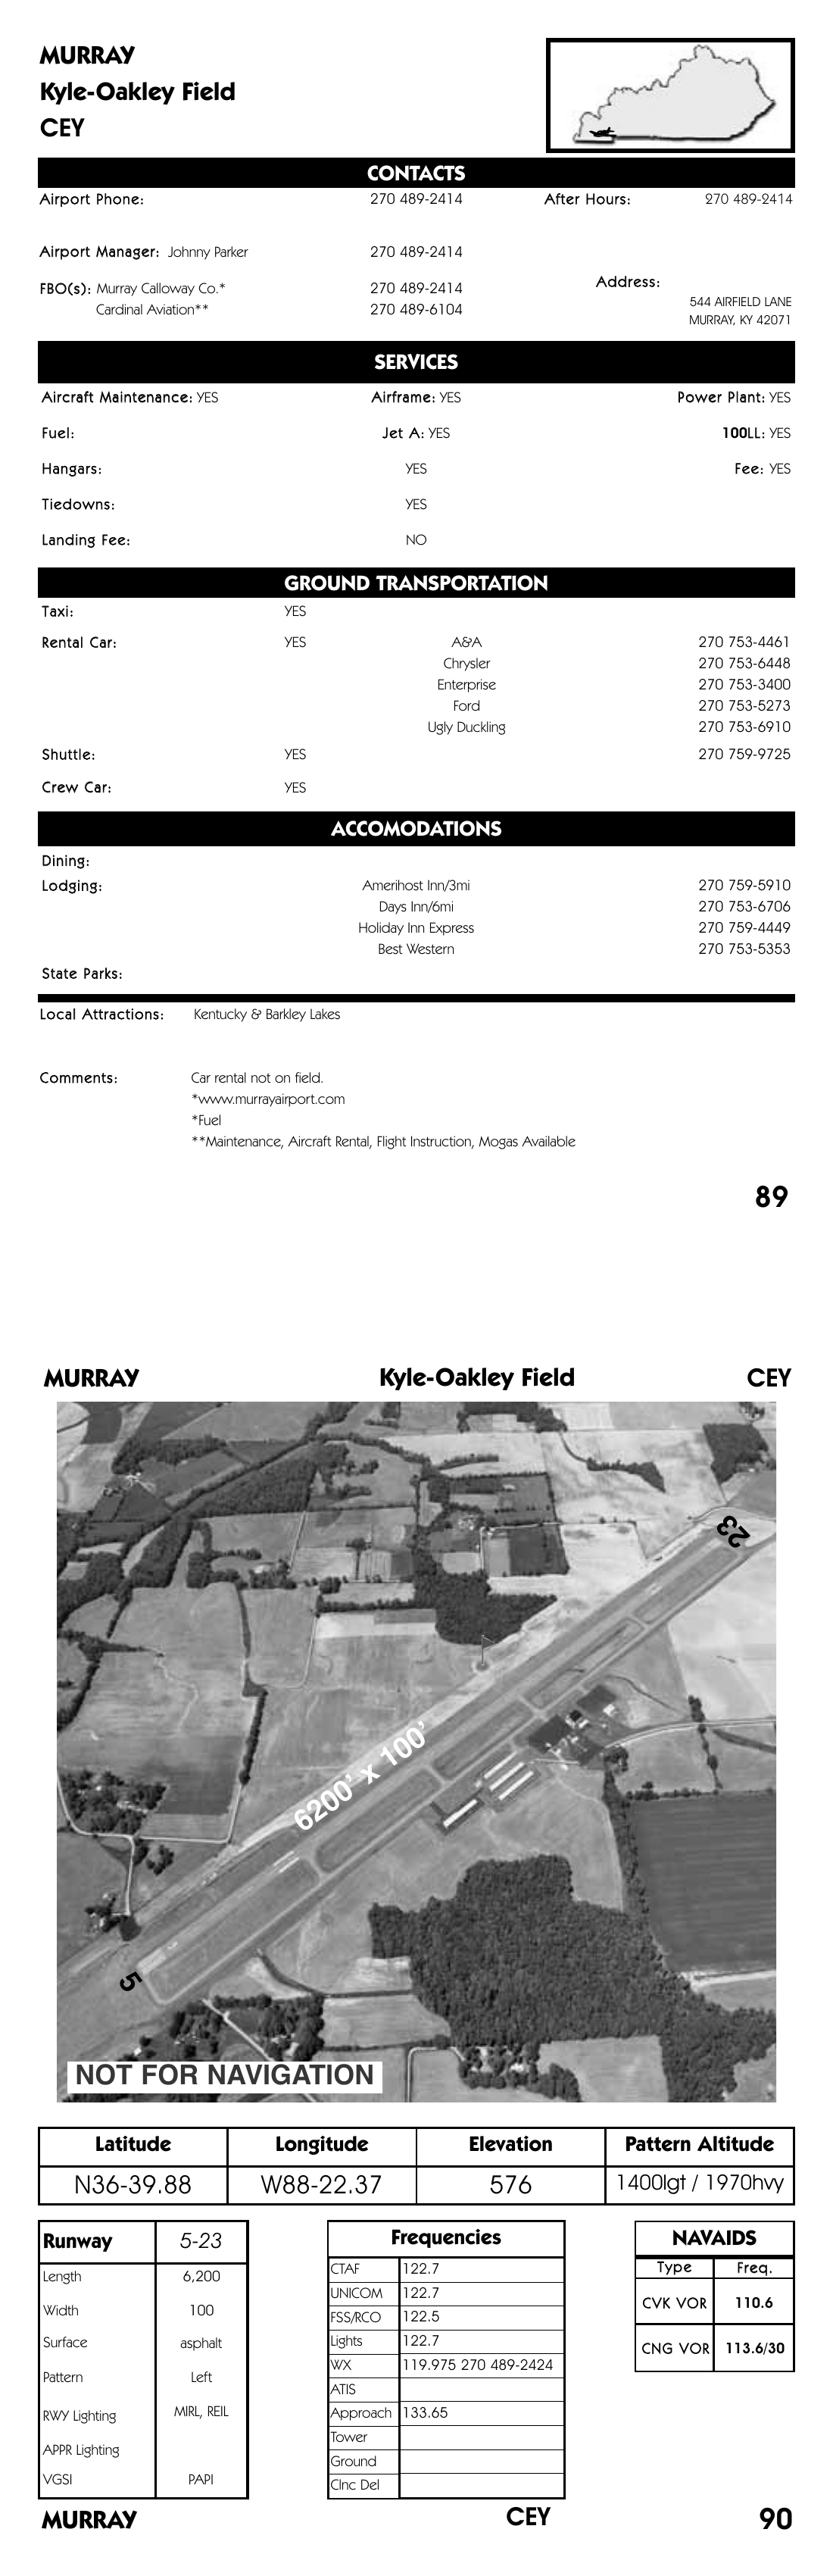 MURRAY
Kyle-Oakley Field
CEY
CONTACTS
Airport Phone: 270 489-2414 After Hours: 270 489-2414
Airport Manager: Johnny Parker 270 489-2414
FBO(s): Murray Calloway Co.* 270 489-2414 Address:
Cardinal Aviation** 270 489-6104 544 AIRFIELD LANE
MURRAY, KY 42071
SERVICES
Aircraft Maintenance: YES Airframe: YES Power Plant: YES
Fuel: Jet A: YES 100LL: YES
Hangars: YES Fee: YES
Tiedowns: YES
Landing Fee: NO
GROUND TRANSPORTATION
Taxi: YES
Rental Car: YES A&A 270 753-4461
Chrysler 270 753-6448
Enterprise 270 753-3400
Ford 270 753-5273
Ugly Duckling 270 753-6910
Shuttle: YES 270 759-9725
Crew Car: YES
ACCOMODATIONS
Dining:
Lodging: Amerihost Inn/3mi 270 759-5910
Days Inn/6mi 270 753-6706
Holiday Inn Express 270 759-4449
Best Western 270 753-5353
State Parks:
Local Attractions: Kentucky & Barkley Lakes
Comments: Car rental not on field.
*www.murrayairport.com
*Fuel
**Maintenance, Aircraft Rental, Flight Instruction, Mogas Available
89
MURRAY Kyle-Oakley Field CEY
23
6200' x 100'
5
NOT FOR NAVIGATION
Latitude Longitude Elevation Pattern Altitude
N36-39.88 W88-22.37 576 1400lgt / 1970hvy
Runway 5-23
Length 6,200
Width 100
Surface asphalt
Pattern Left
RWY Lighting MIRL, REIL
APPR Lighting
VGSI PAPI
Frequencies
CTAF 122.7
UNICOM 122.7
FSS/RCO 122.5
Lights 122.7
WX 119.975 270 489-2424
ATIS
Approach 133.65
Tower
Ground
Clnc Del
NAVAIDS
Type Freq.
CVK VOR 110.6
CNG VOR 113.6/30
MURRAY CEY 90